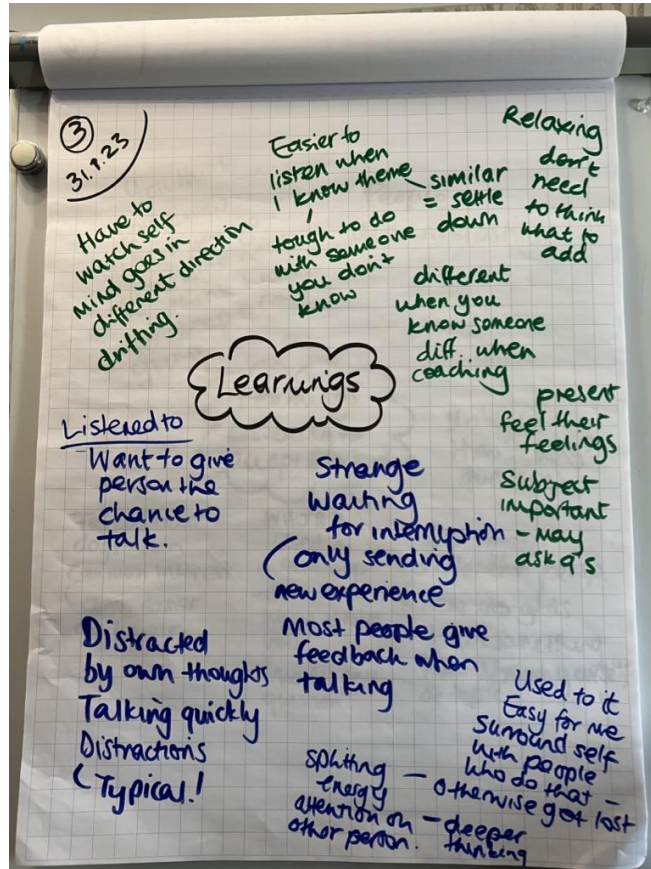 ③
31.1.23
Have to
watch self
mind goes in
different direction
drifting.
Easier to
listen when
I know theme
/
tough to do
with someone
you don't
know
similar
= settle
down
Relaxing
don't
need
to think
what to
add
different
when you
know someone
diff. when
coaching
present
feel their
feelings
Subject
important
- may
ask q's
Learnings
Listened to
Want to give
person the
chance to
talk.
Strange
waiting
for interruption
(only sending
new experience
Most people give
feedback when
talking
Distracted
by own thoughts
Talking quickly
Distractions
(Typical!
Used to it
Easy for me
Surround self
with people
who do that -
otherwise get lost
splitting
energy
attention on
other person.
- deeper
thinking